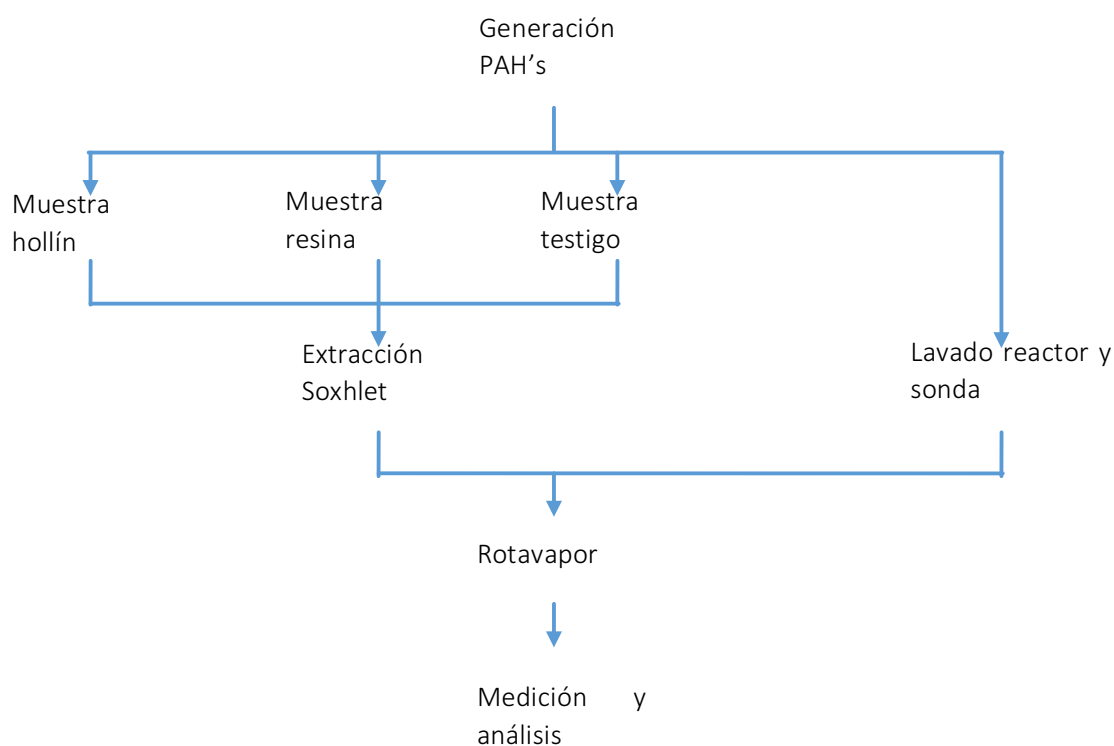 Generación
PAH’s
Muestra
hollín
Muestra
resina
Muestra
testigo
Extracción
Soxhlet
Lavado reactor y
sonda
Rotavapor
Medición y
análisis